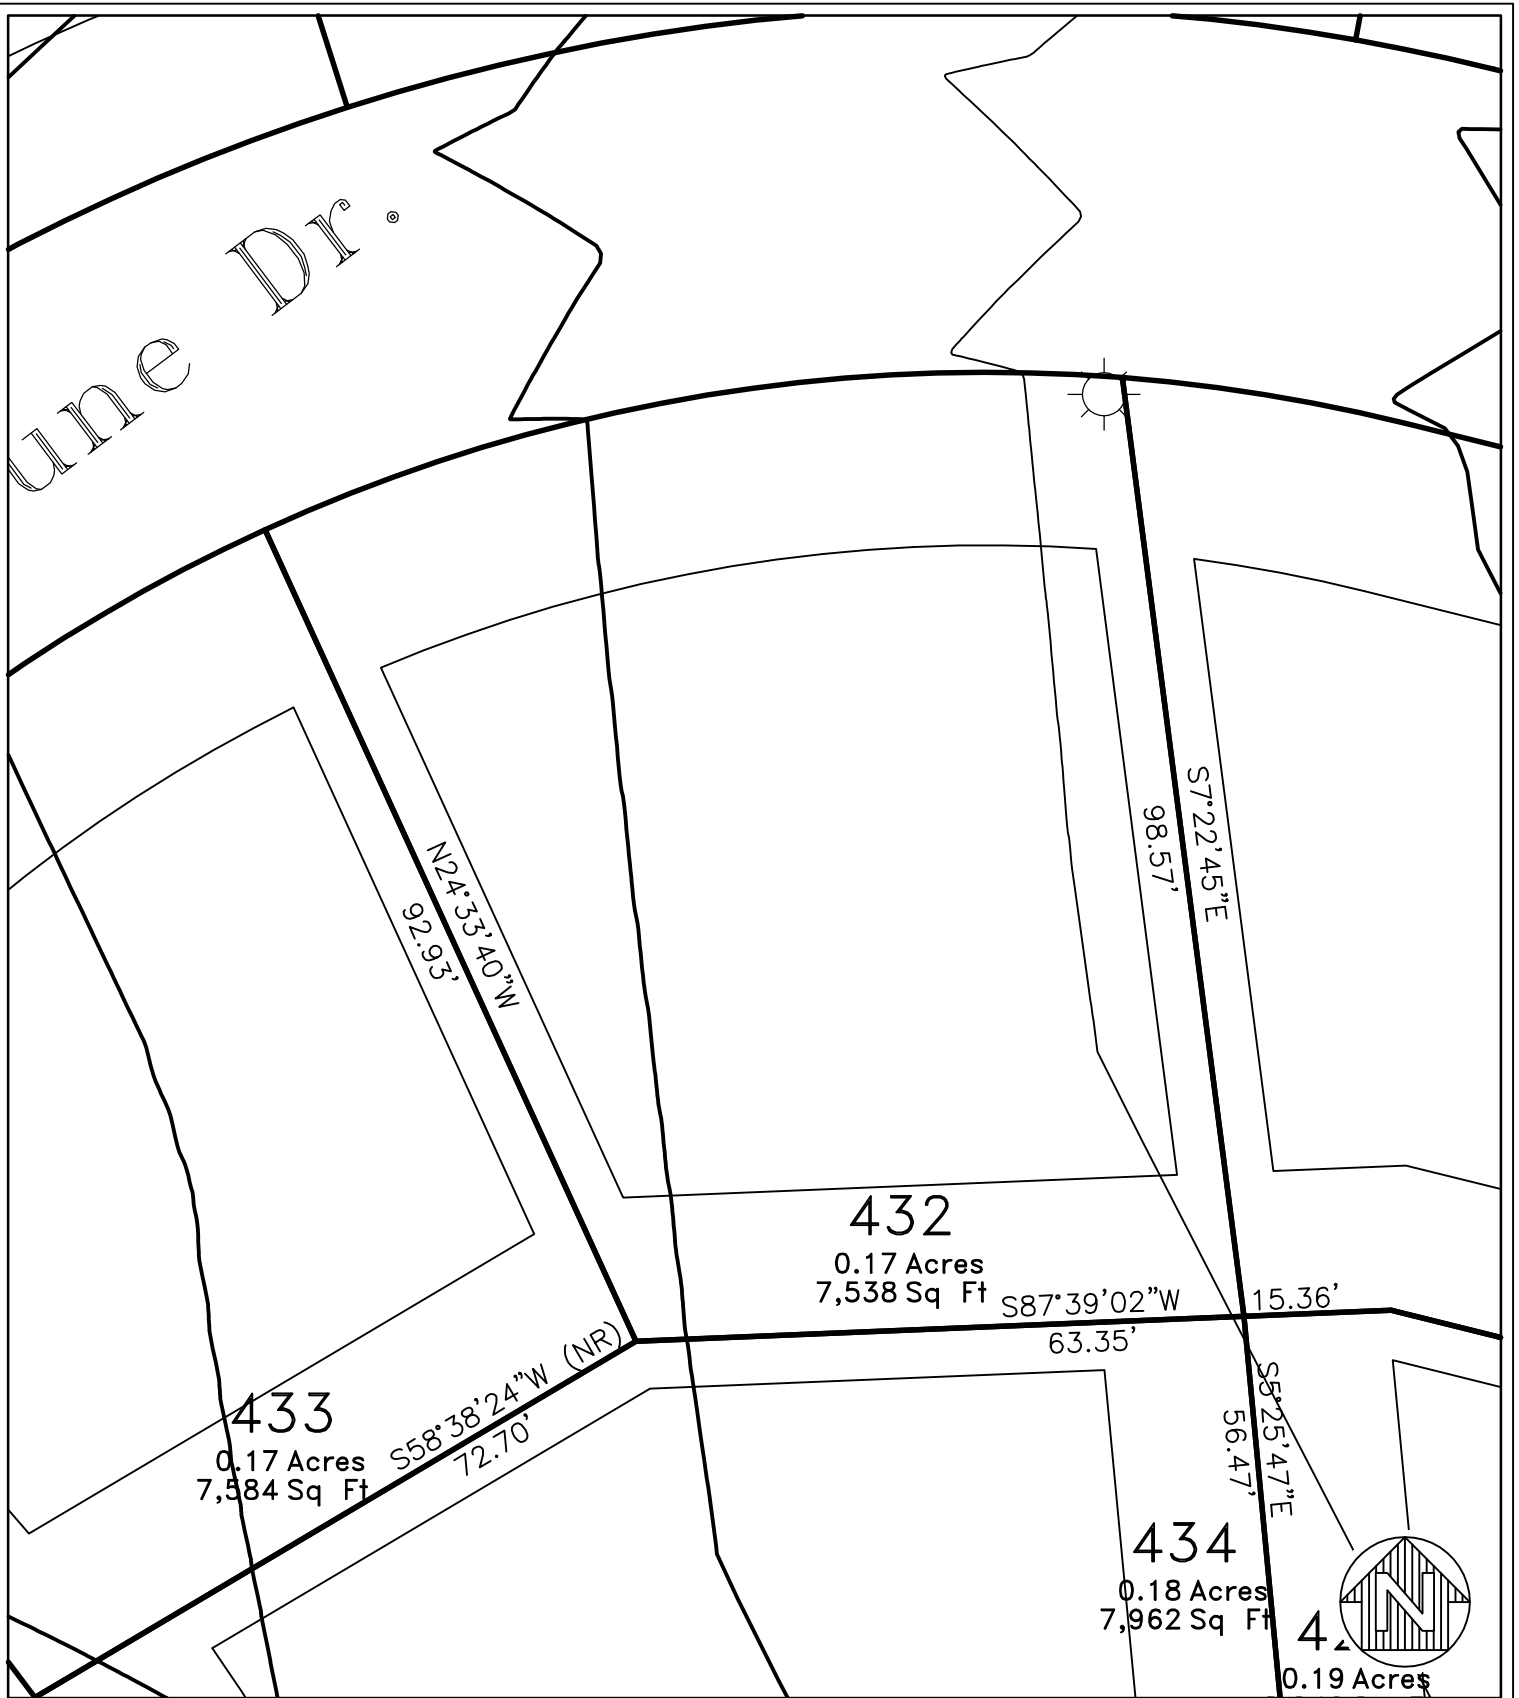 Dr.
N24°33'40"W
92.93'
S7°22'45"E
98.57'
432
0.17 Acres
7,538 Sq Ft
S87°39'02"W
15.36'
63.35'
433
0.17 Acres
7,584 Sq Ft
S58°38'24"W (NR)
72.70'
S5°25'47"E
56.47'
434
0.18 Acres
7,962 Sq Ft
N
0.19 Acres